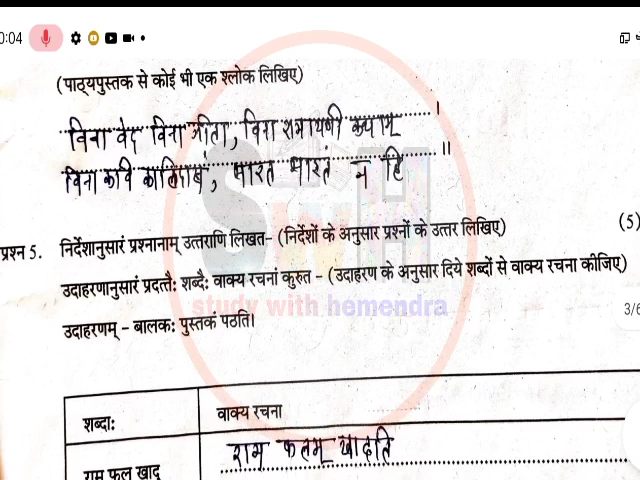 0:04
(पाठ्यपुस्तक से कोई भी एक श्लोक लिखिए)
विना वेद विना गीता, विना रामायणी कथाम् ।
विना कवि कालिदासं, भारत भारतं न हि ॥
प्रश्न 5. निर्देशानुसारं प्रश्नानाम् उत्तराणि लिखत- (निर्देशों के अनुसार प्रश्नों के उत्तर लिखिए) (5)
उदाहरणानुसारं प्रदत्तैः शब्दैः वाक्य रचनां कुरुत - (उदाहरण के अनुसार दिये शब्दों से वाक्य रचना कीजिए)
study with hemendra
3/6
उदाहरणम् – बालकः पुस्तकं पठति।
शब्दाः वाक्य रचना
राम फल खाद् राम फलम् खादति